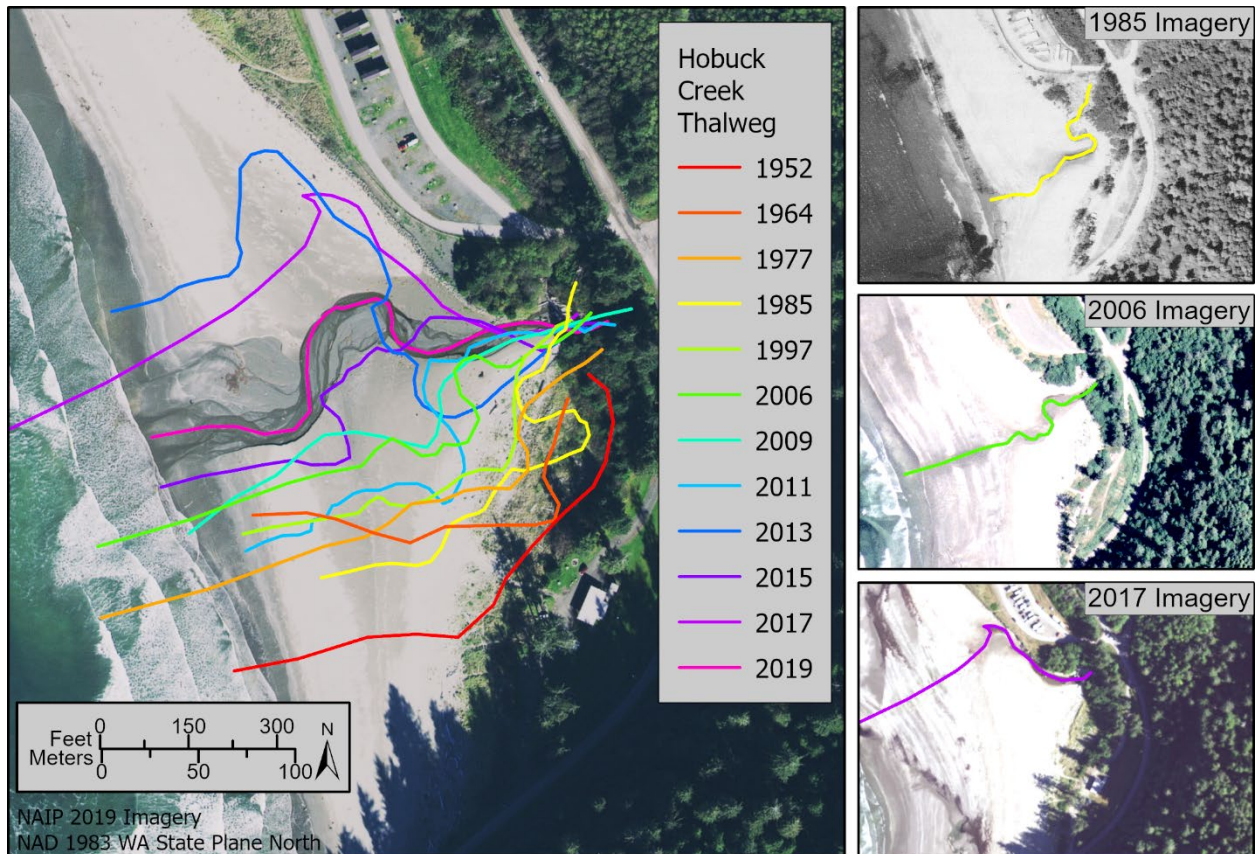 Hobuck
Creek
Thalweg
1952
1964
1977
1985
1997
2006
2009
2011
2013
2015
2017
2019
0 150 300
Feet
Meters
0 50 100
N
NAIP 2019 Imagery
NAD 1983 WA State Plane North
1985 Imagery
2006 Imagery
2017 Imagery